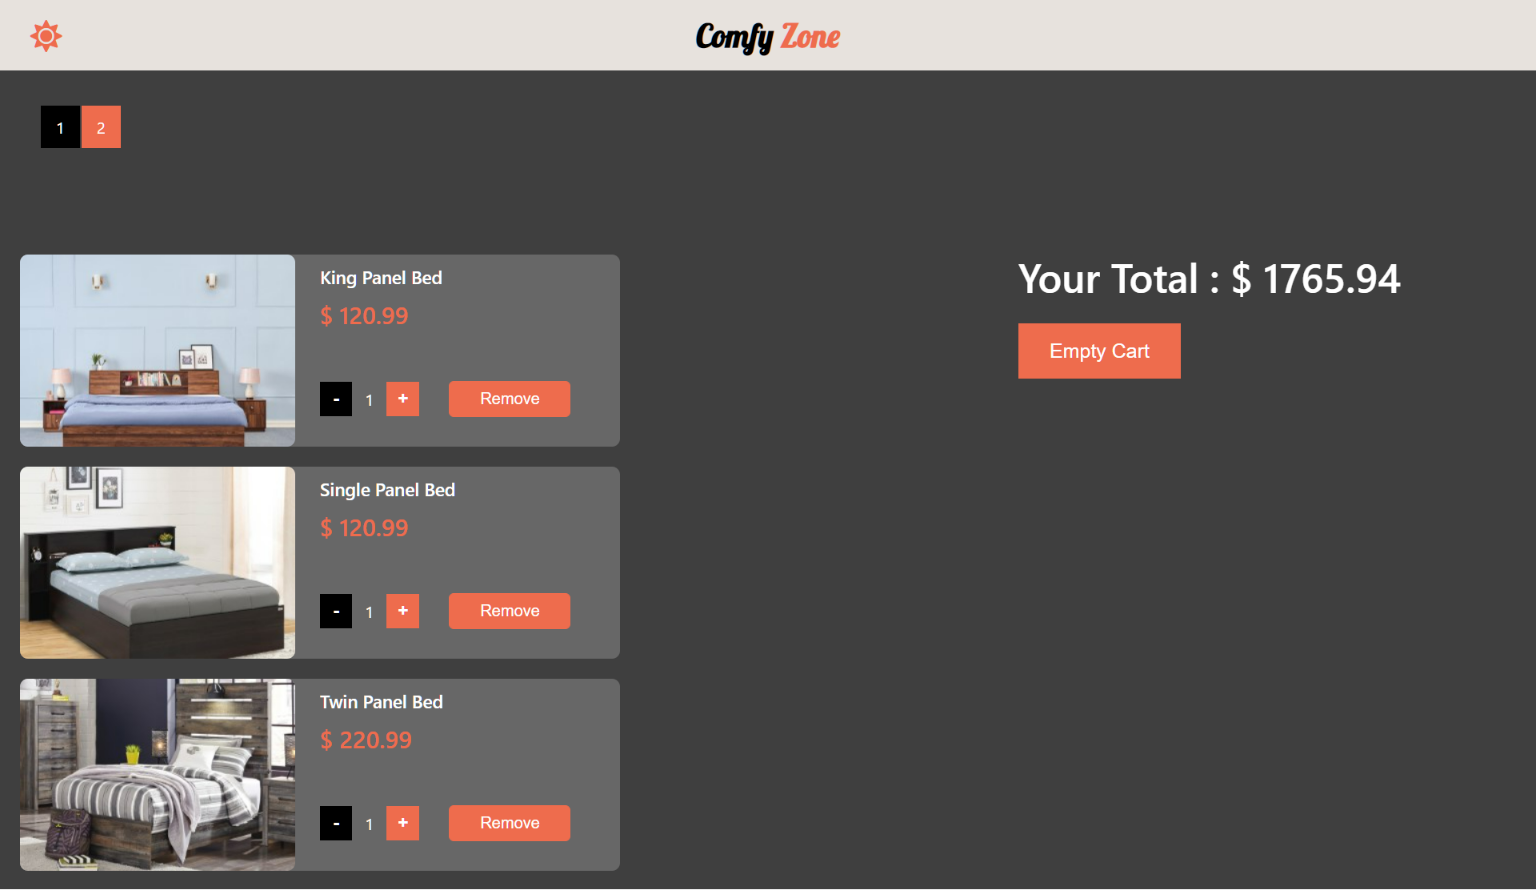 Comfy Zone
1 2
King Panel Bed
$ 120.99
- 1 + Remove
Single Panel Bed
$ 120.99
- 1 + Remove
Twin Panel Bed
$ 220.99
- 1 + Remove
Your Total : $ 1765.94
Empty Cart